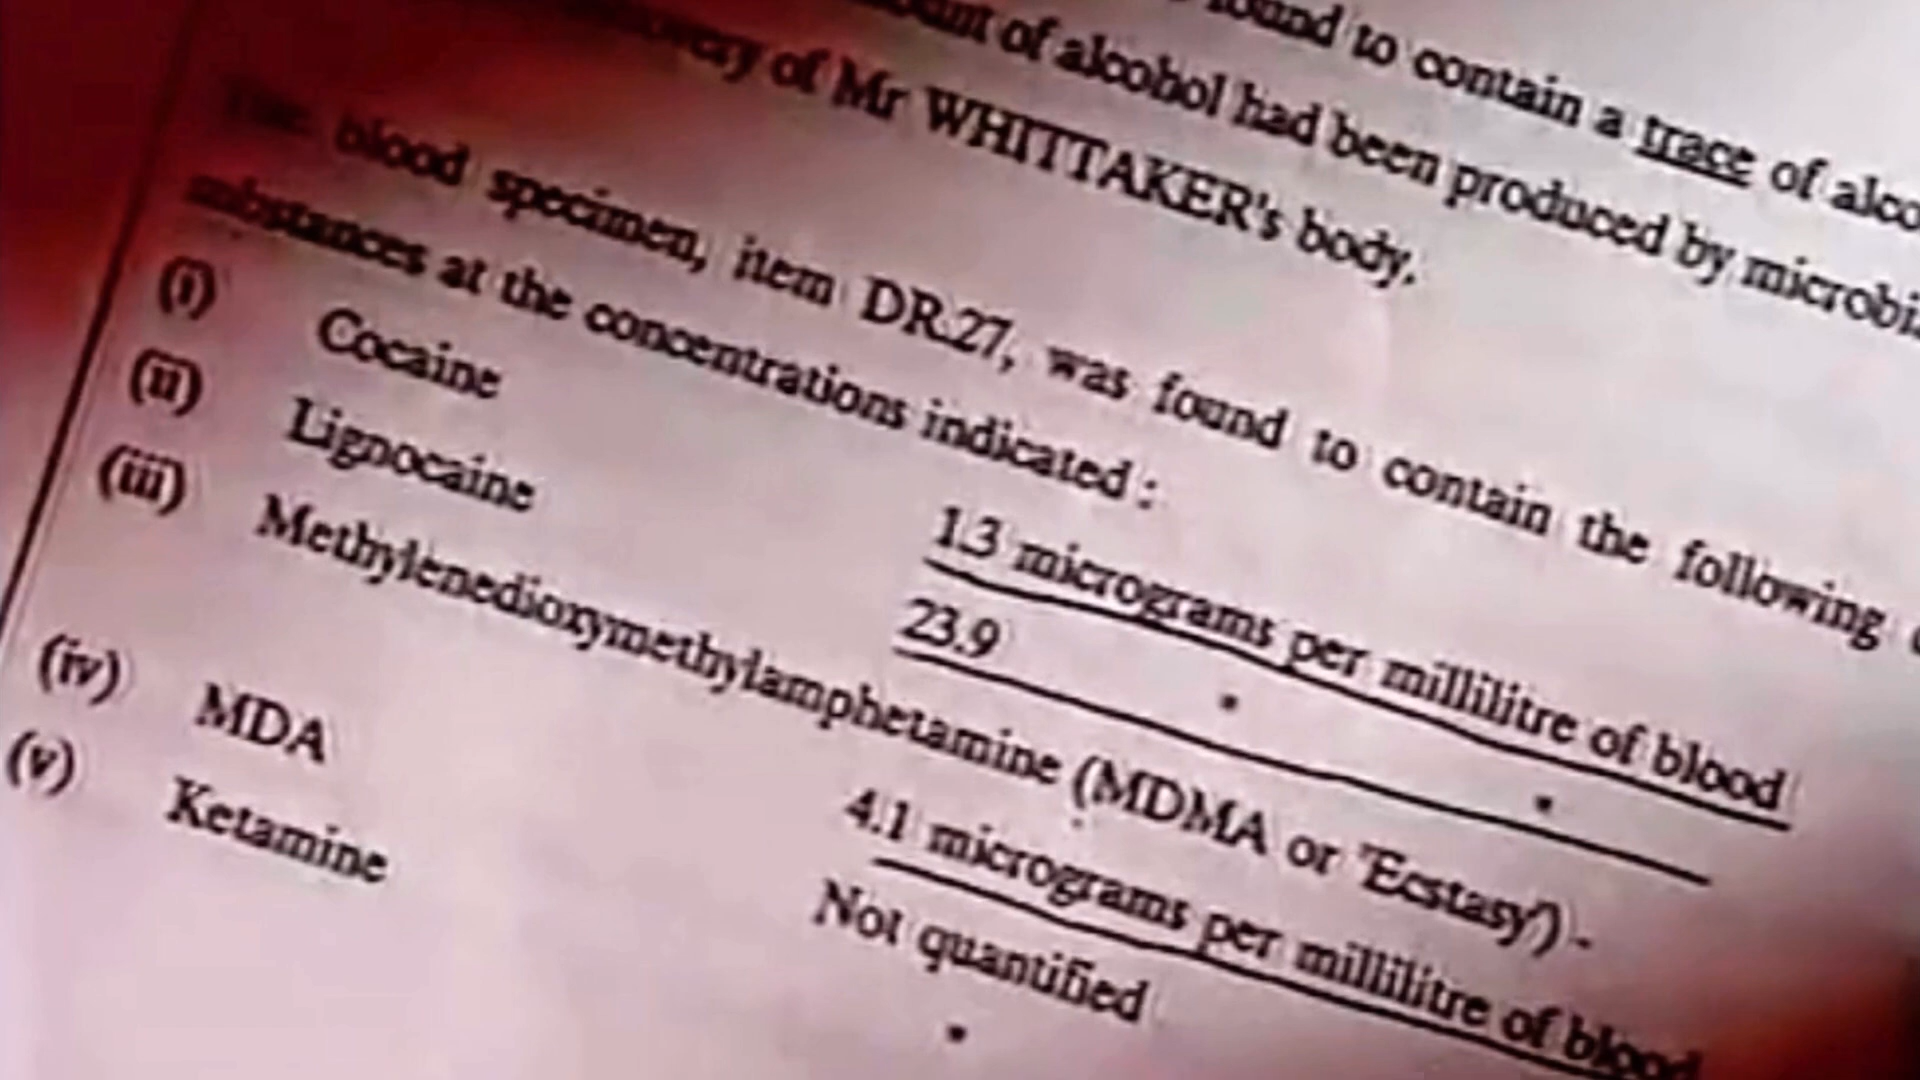 found to contain a trace of alco
of alcohol had been produced by microbi
of Mr WHITTAKER's body.
blood specimen, item DR.27, was found to contain the following
substances at the concentrations indicated :
(i) Cocaine 1.3 micrograms per millilitre of blood
(ii) Lignocaine 23.9 " "
(iii) Methylenedioxymethylamphetamine (MDMA or 'Ecstasy') -
4.1 micrograms per millilitre of blood
(iv) MDA Not quantified
(v) Ketamine "